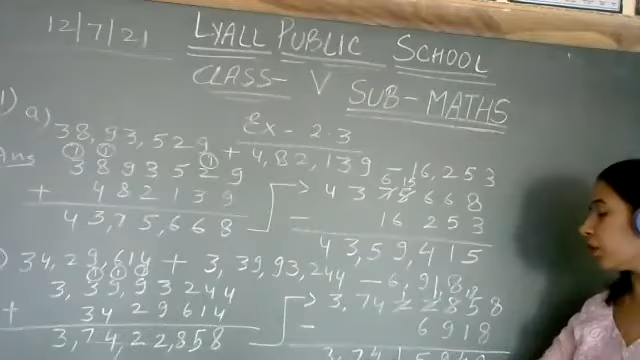 12/7/21 LYALL PUBLIC SCHOOL
CLASS- V SUB-MATHS
Ex - 2.3
1) a) 38,93,529 + 4,82,139 - 16,253
Ans 3 8 9 3 5 2 9
+ 4 8 2 1 3 9
4 3,7 5,6 6 8
4 3 7 5 6 6 8
- 1 6 2 5 3
4 3,5 9,4 1 5
34,29,614 + 3,39,93,244 - 6,918
3,3 9,9 3 2 4 4
+ 3 4 2 9 6 1 4
3,7 4,2 2,8 5 8
3,7 4 2 2 8 5 8
- 6 9 1 8